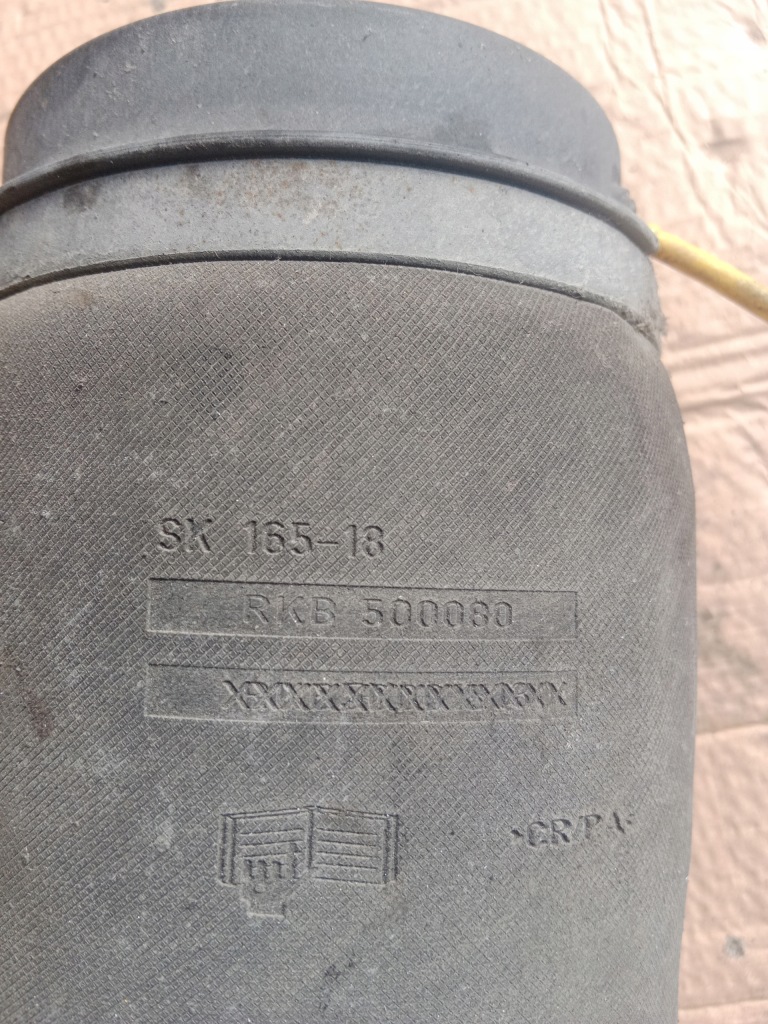 SK 165-18
RKB 500080
>CR/PA<